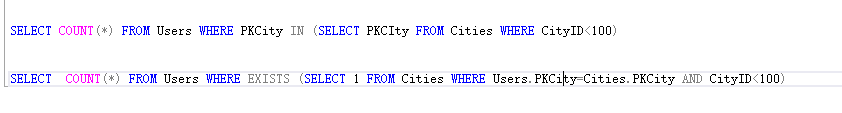 SELECT COUNT(*) FROM Users WHERE PKCity IN (SELECT PKCIty FROM Cities WHERE CityID<100)
SELECT  COUNT(*) FROM Users WHERE EXISTS (SELECT 1 FROM Cities WHERE Users.PKCity=Cities.PKCity AND CityID<100)